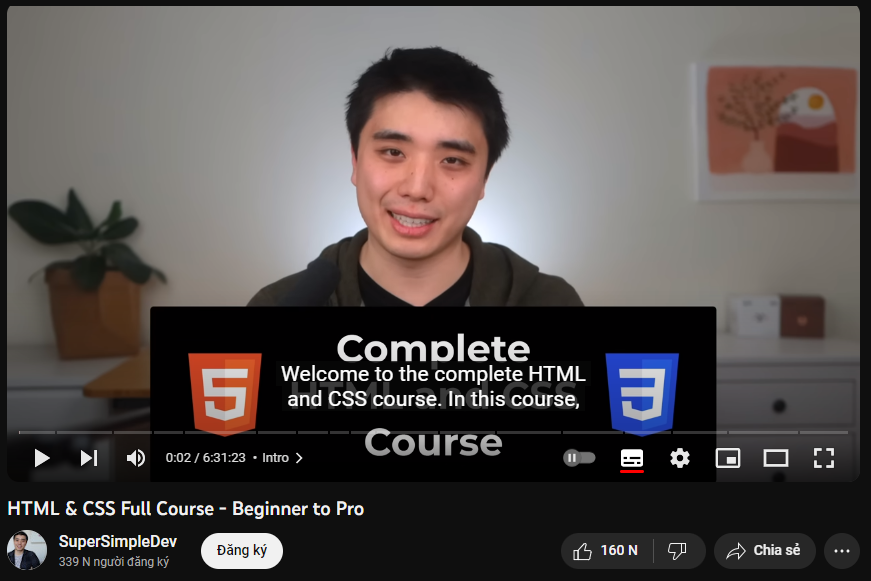 Complete
HTML and CSS
Course
5
3
Welcome to the complete HTML
and CSS course. In this course,
0:02 / 6:31:23 • Intro
HTML & CSS Full Course - Beginner to Pro
SuperSimpleDev
339 N người đăng ký
Đăng ký
160 N
Chia sẻ